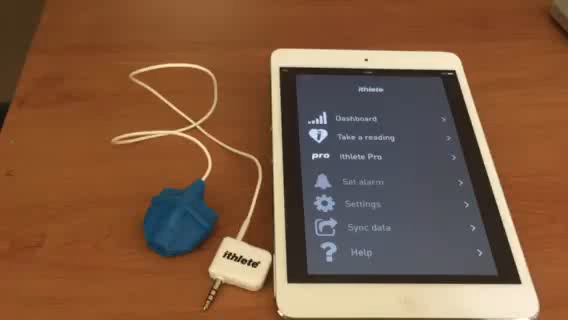 ithlete
Dashboard
Take a reading
pro ithlete Pro
Set alarm
Settings
Sync data
? Help
ithlete